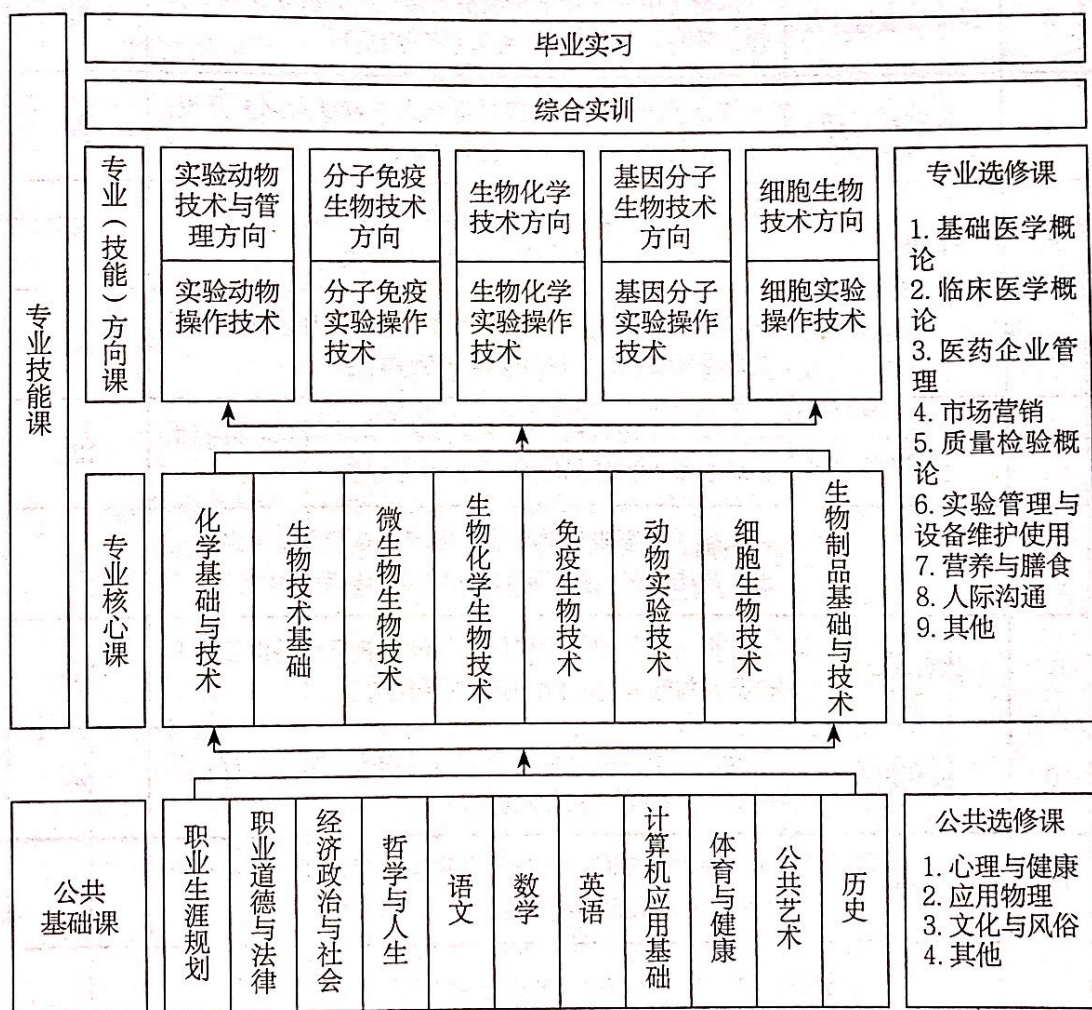 毕业实习
综合实训
专业技能课
专业（技能）方向课
实验动物
技术与管
理方向
分子免疫
生物技术
方向
生物化学
技术方向
基因分子
生物技术
方向
细胞生物
技术方向
实验动物
操作技术
分子免疫
实验操作
技术
生物化学
实验操作
技术
基因分子
实验操作
技术
细胞实验
操作技术
专业选修课
1. 基础医学概
论
2. 临床医学概
论
3. 医药企业管
理
4. 市场营销
5. 质量检验概
论
6. 实验管理与
设备维护使用
7. 营养与膳食
8. 人际沟通
9. 其他
专业核心课
化学基础与技术
生物技术基础
微生物生物技术
生物化学生物技术
免疫生物技术
动物实验技术
细胞生物技术
生物制品基础与技术
公共
基础课
职业生涯规划
职业道德与法律
经济政治与社会
哲学与人生
语文
数学
英语
计算机应用基础
体育与健康
公共艺术
历史
公共选修课
1. 心理与健康
2. 应用物理
3. 文化与风俗
4. 其他